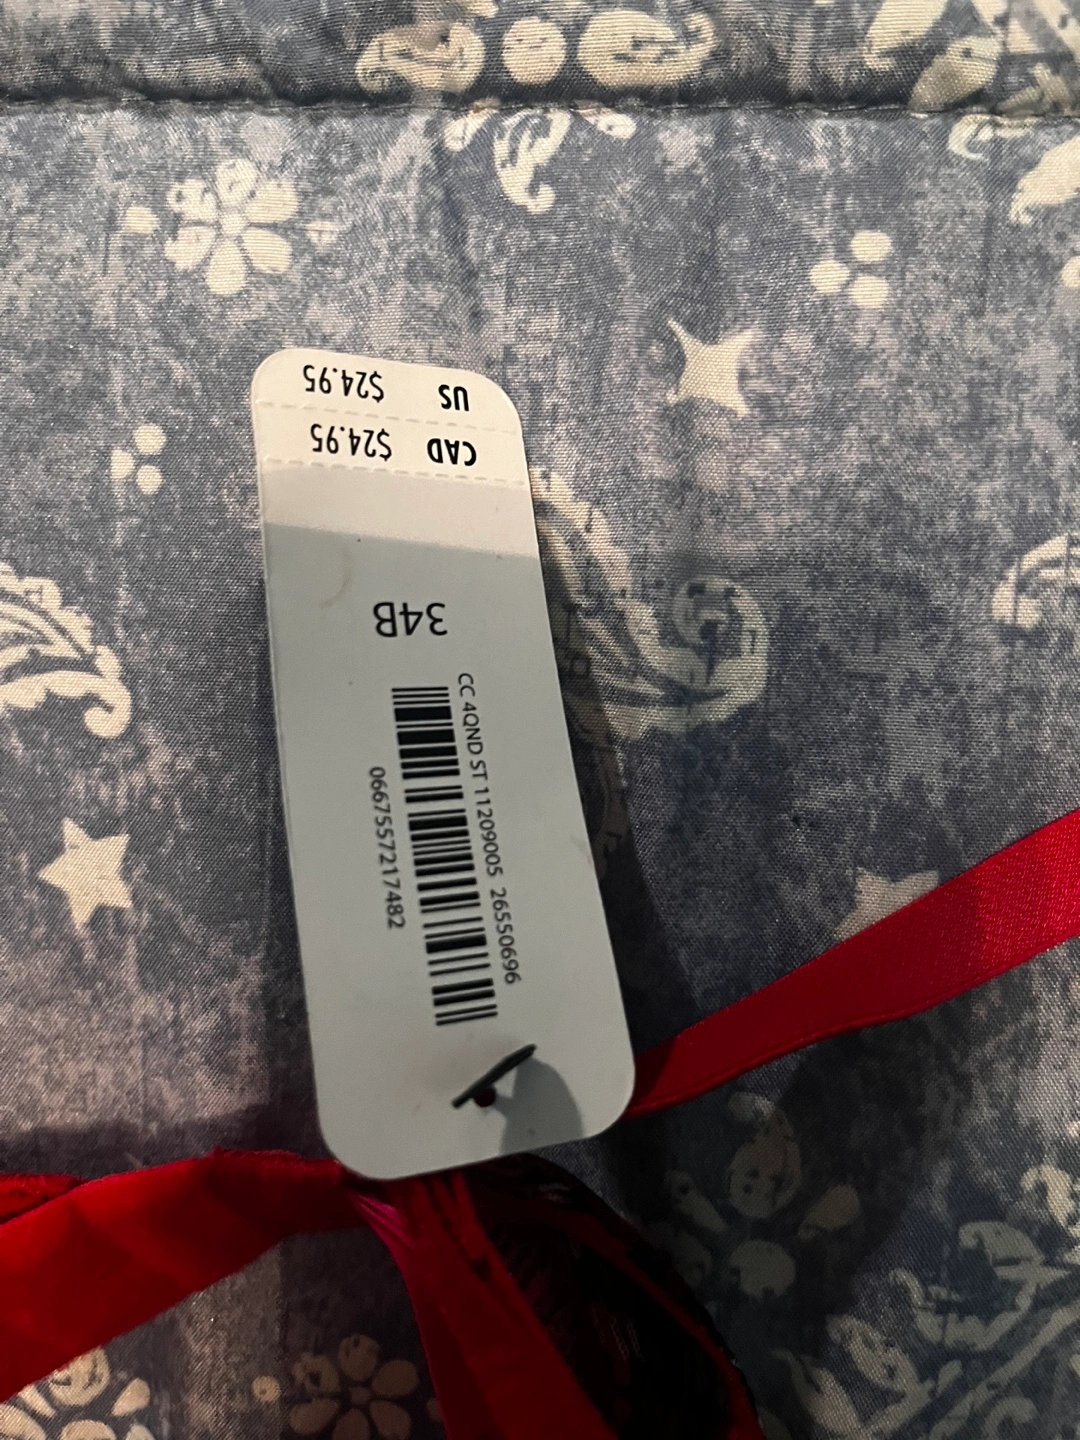 CC 4QND ST 11209005 26550696
0667557217482
34B
CAD $24.95
US $24.95